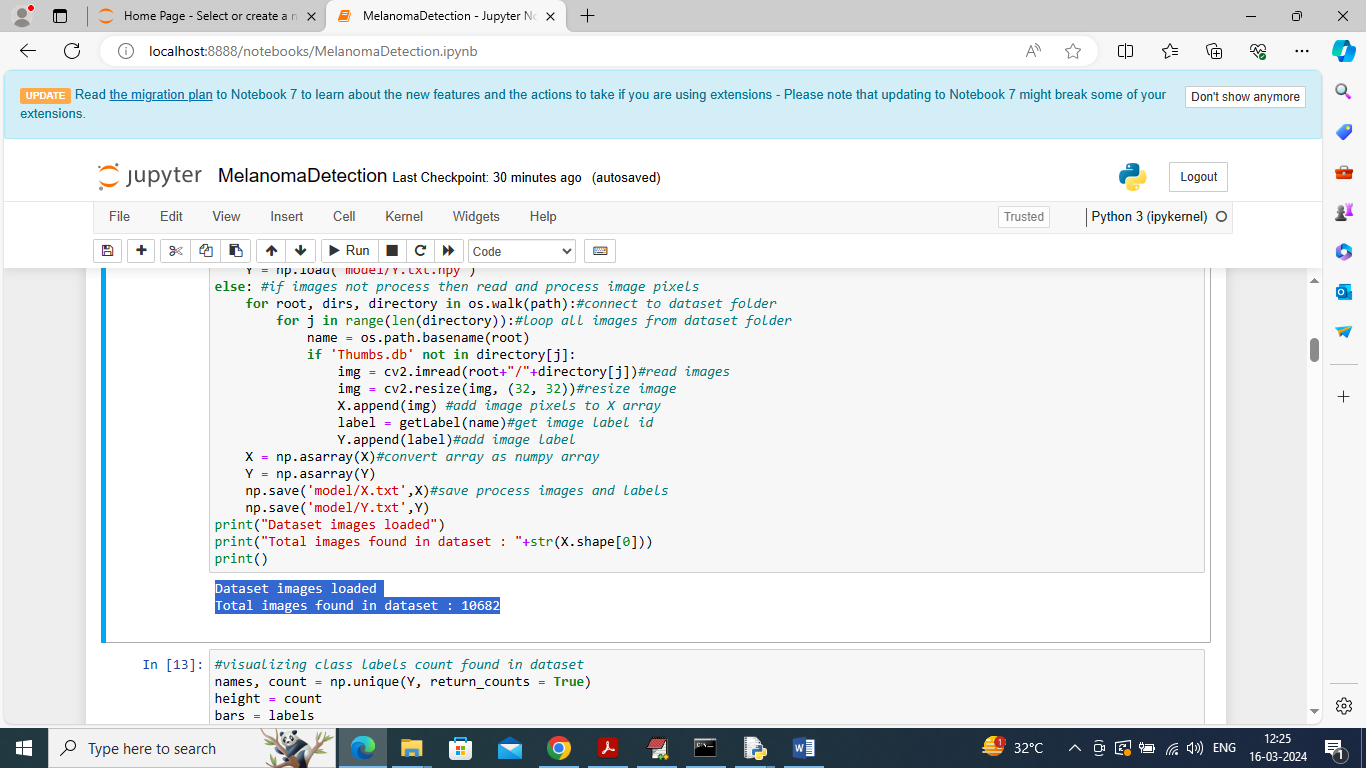 Home Page - Select or create a n
MelanomaDetection - Jupyter No
localhost:8888/notebooks/MelanomaDetection.ipynb
UPDATE Read the migration plan to Notebook 7 to learn about the new features and the actions to take if you are using extensions - Please note that updating to Notebook 7 might break some of your
extensions.
Don't show anymore
jupyter MelanomaDetection Last Checkpoint: 30 minutes ago (autosaved)
Logout
File Edit View Insert Cell Kernel Widgets Help
Trusted
Python 3 (ipykernel)
Run
Code
Y = np.load('model/Y.txt.npy')
else: #if images not process then read and process image pixels
for root, dirs, directory in os.walk(path):#connect to dataset folder
for j in range(len(directory)):#loop all images from dataset folder
name = os.path.basename(root)
if 'Thumbs.db' not in directory[j]:
img = cv2.imread(root+"/"+directory[j])#read images
img = cv2.resize(img, (32, 32))#resize image
X.append(img) #add image pixels to X array
label = getLabel(name)#get image label id
Y.append(label)#add image label
X = np.asarray(X)#convert array as numpy array
Y = np.asarray(Y)
np.save('model/X.txt',X)#save process images and labels
np.save('model/Y.txt',Y)
print("Dataset images loaded")
print("Total images found in dataset : "+str(X.shape[0]))
print()
Dataset images loaded
Total images found in dataset : 10682
In [13]:
#visualizing class labels count found in dataset
names, count = np.unique(Y, return_counts = True)
height = count
bars = labels
Type here to search
1
32°C
ENG
12:25
16-03-2024
1